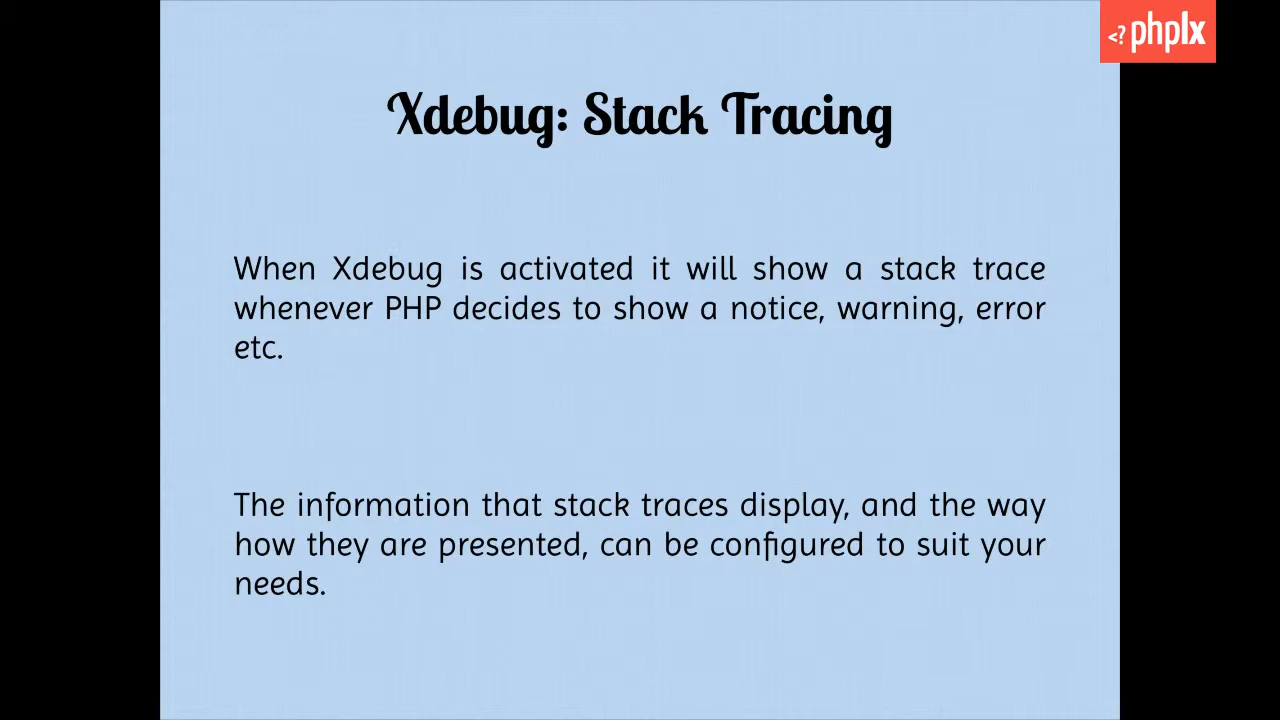 <? phplx
Xdebug: Stack Tracing
When Xdebug is activated it will show a stack trace
whenever PHP decides to show a notice, warning, error
etc.
The information that stack traces display, and the way
how they are presented, can be configured to suit your
needs.